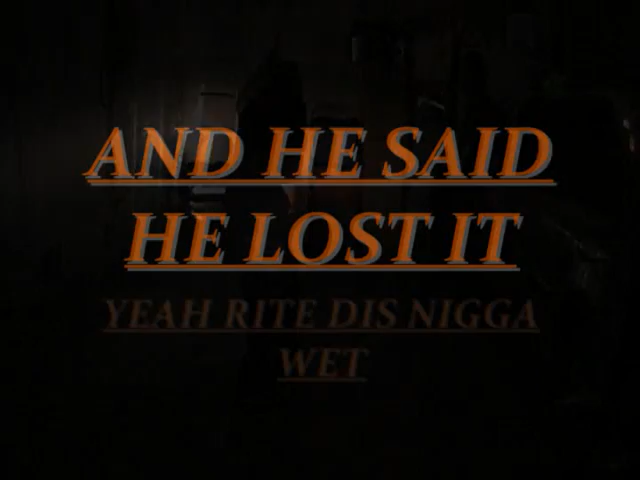 AND HE SAID
HE LOST IT
YEAH RITE DIS NIGGA
WET